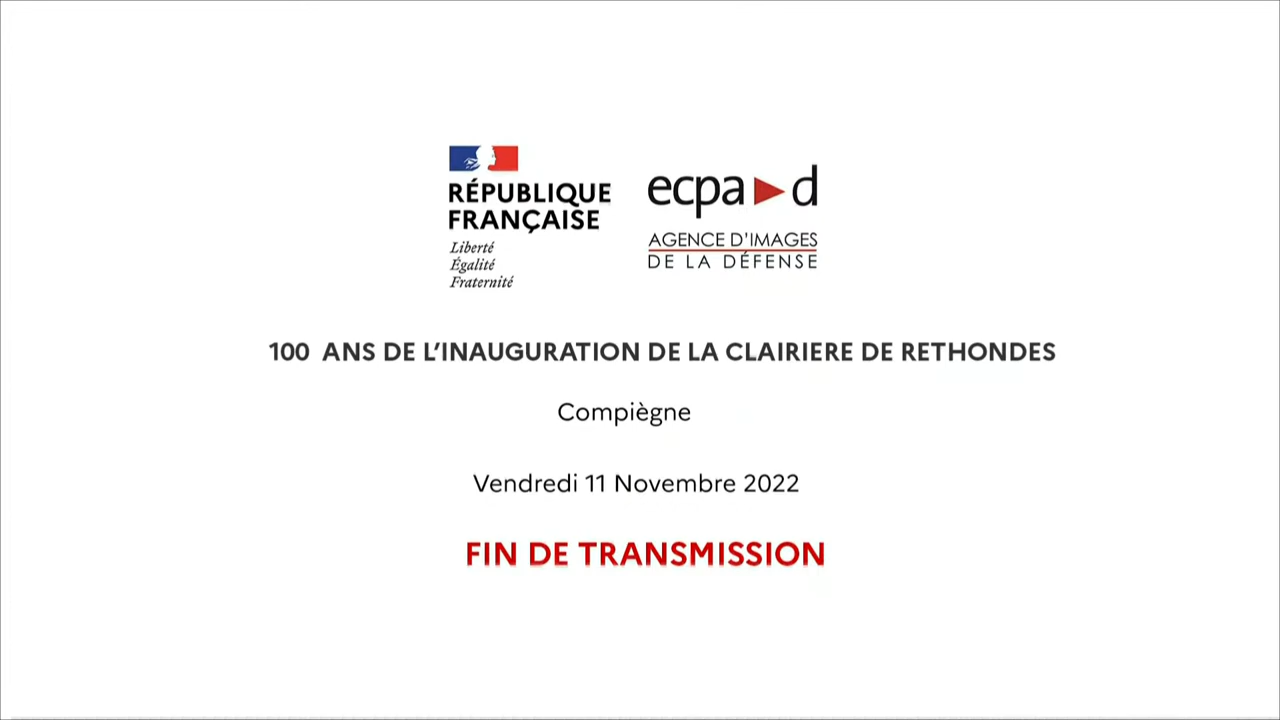 RÉPUBLIQUE
FRANÇAISE
Liberté
Égalité
Fraternité
ecpa d
AGENCE D'IMAGES
DE LA DÉFENSE
100 ANS DE L'INAUGURATION DE LA CLAIRIERE DE RETHONDES
Compiègne
Vendredi 11 Novembre 2022
FIN DE TRANSMISSION